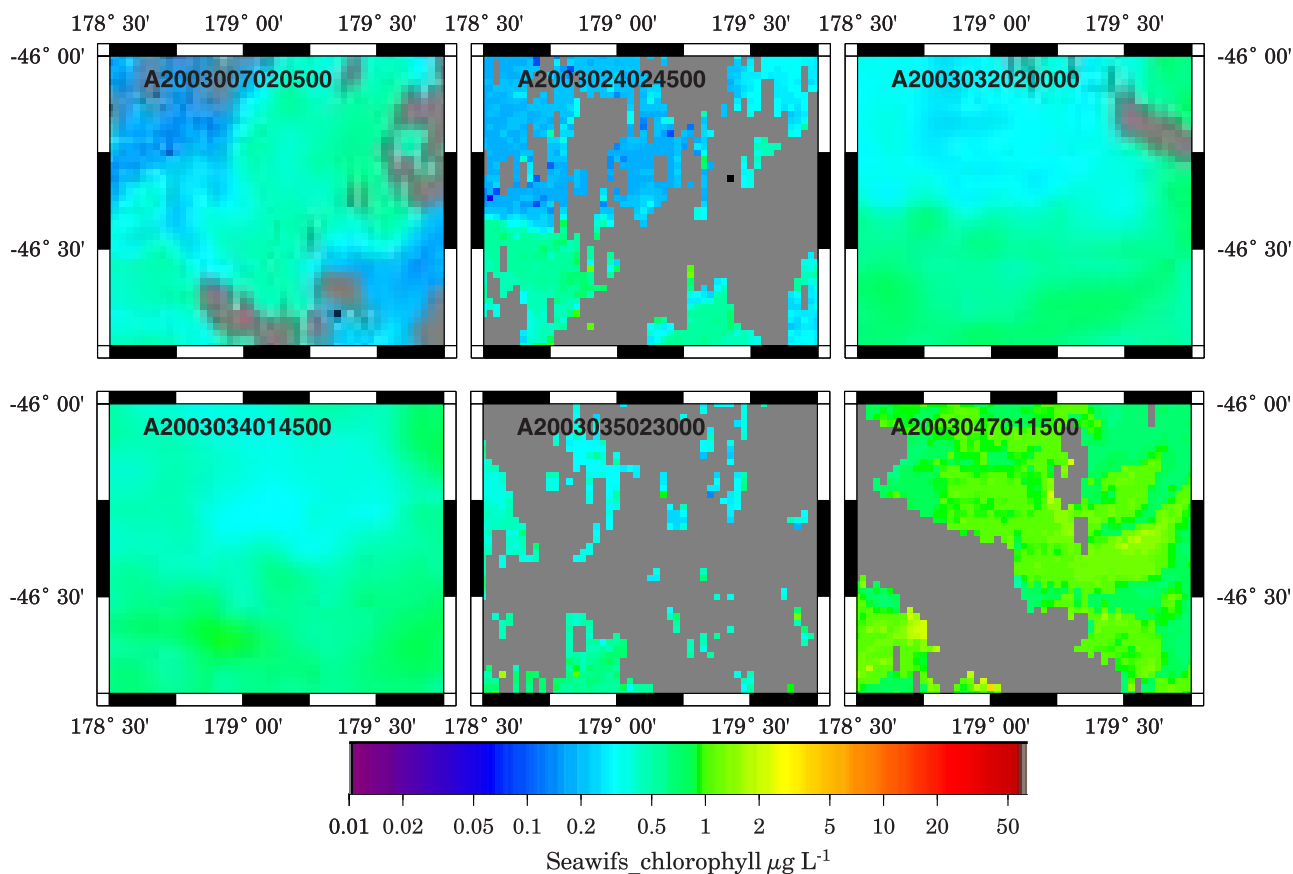 178° 30' 179° 00' 179° 30' 178° 30' 179° 00' 179° 30' 178° 30' 179° 00' 179° 30'
-46° 00' A2003007020500 A2003024024500 A2003032020000 -46° 00'
-46° 30' -46° 30'
-46° 00' A2003034014500 A2003035023000 A2003047011500 -46° 00'
-46° 30' -46° 30'
178° 30' 179° 00' 179° 30' 178° 30' 179° 00' 179° 30' 178° 30' 179° 00' 179° 30'
0.01 0.02 0.05 0.1 0.2 0.5 1 2 5 10 20 50
Seawifs_chlorophyll μg L⁻¹